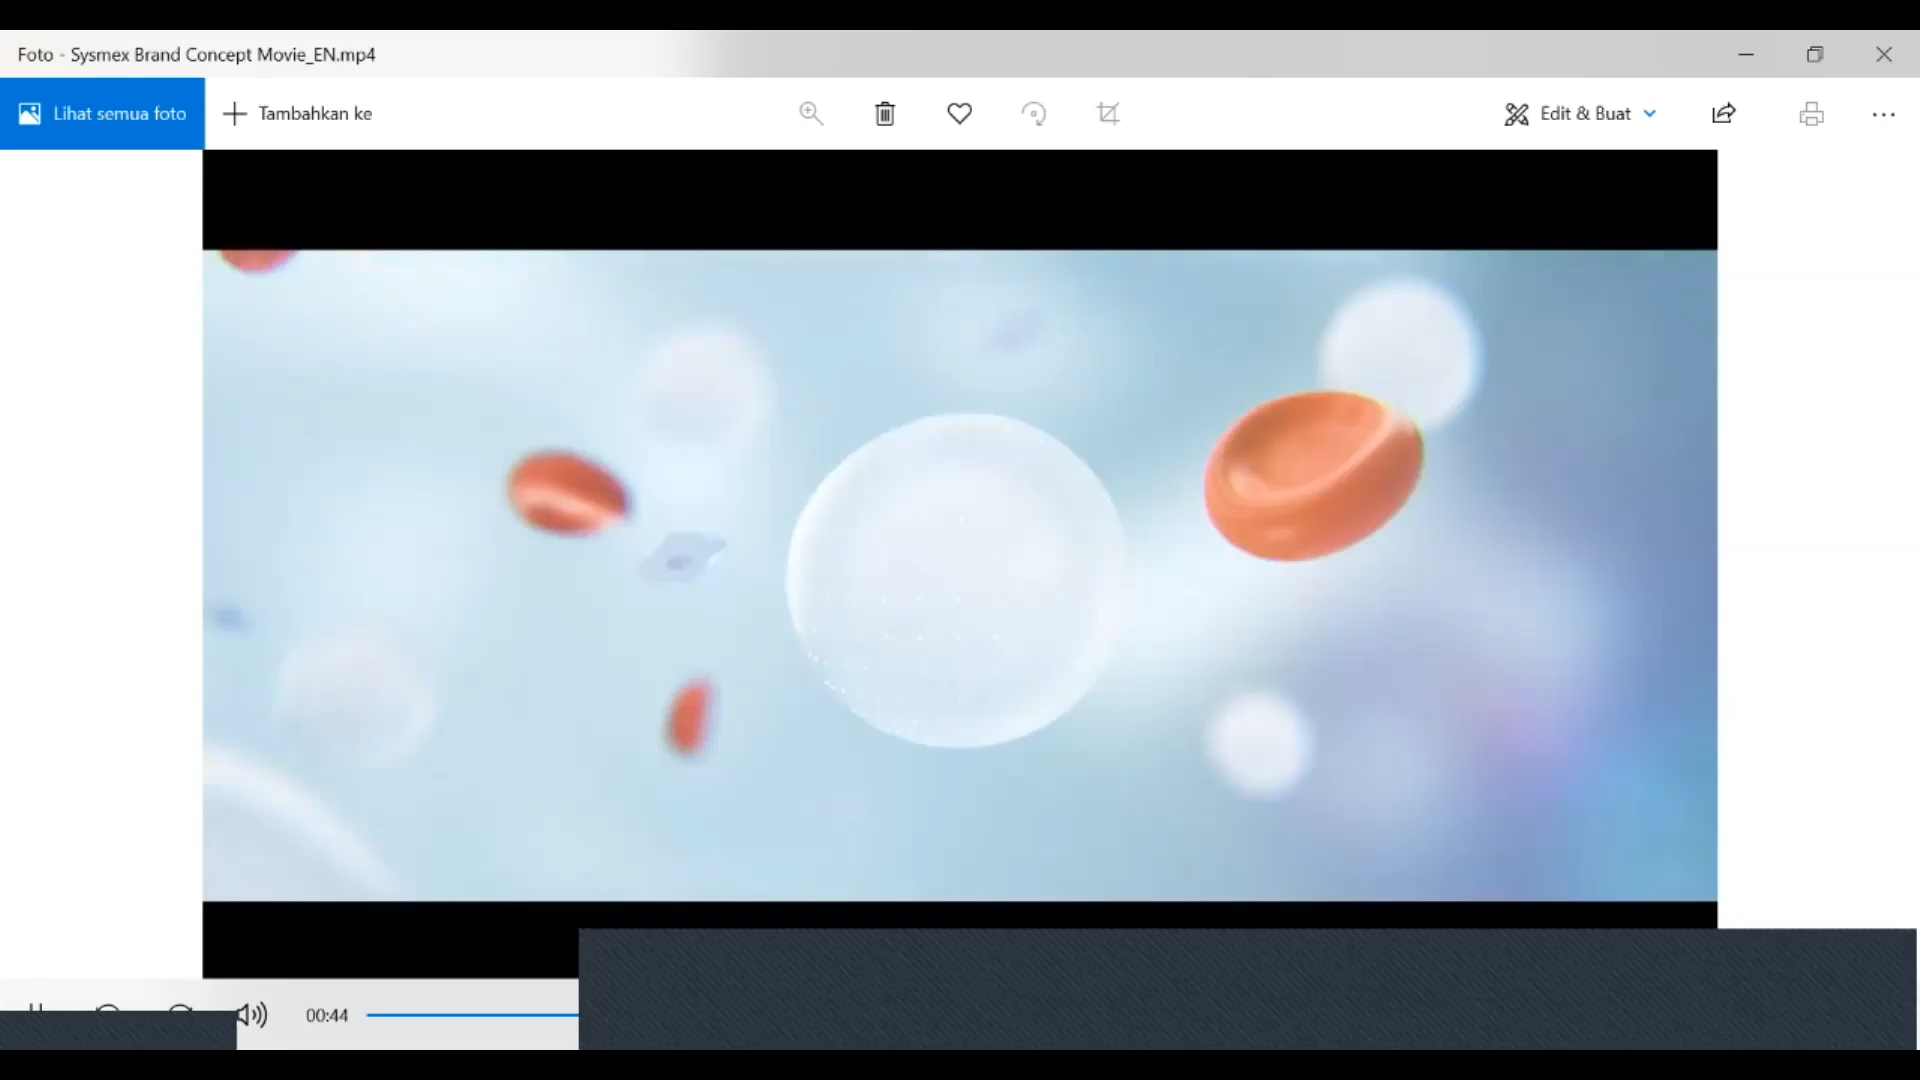 Foto - Sysmex Brand Concept Movie_EN.mp4
Lihat semua foto
Tambahkan ke
Edit & Buat
00:44